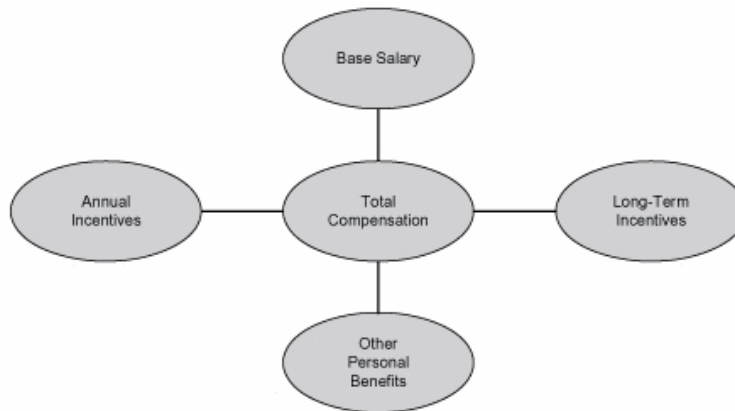 Base Salary
Annual
Incentives
Total
Compensation
Long-Term
Incentives
Other
Personal
Benefits